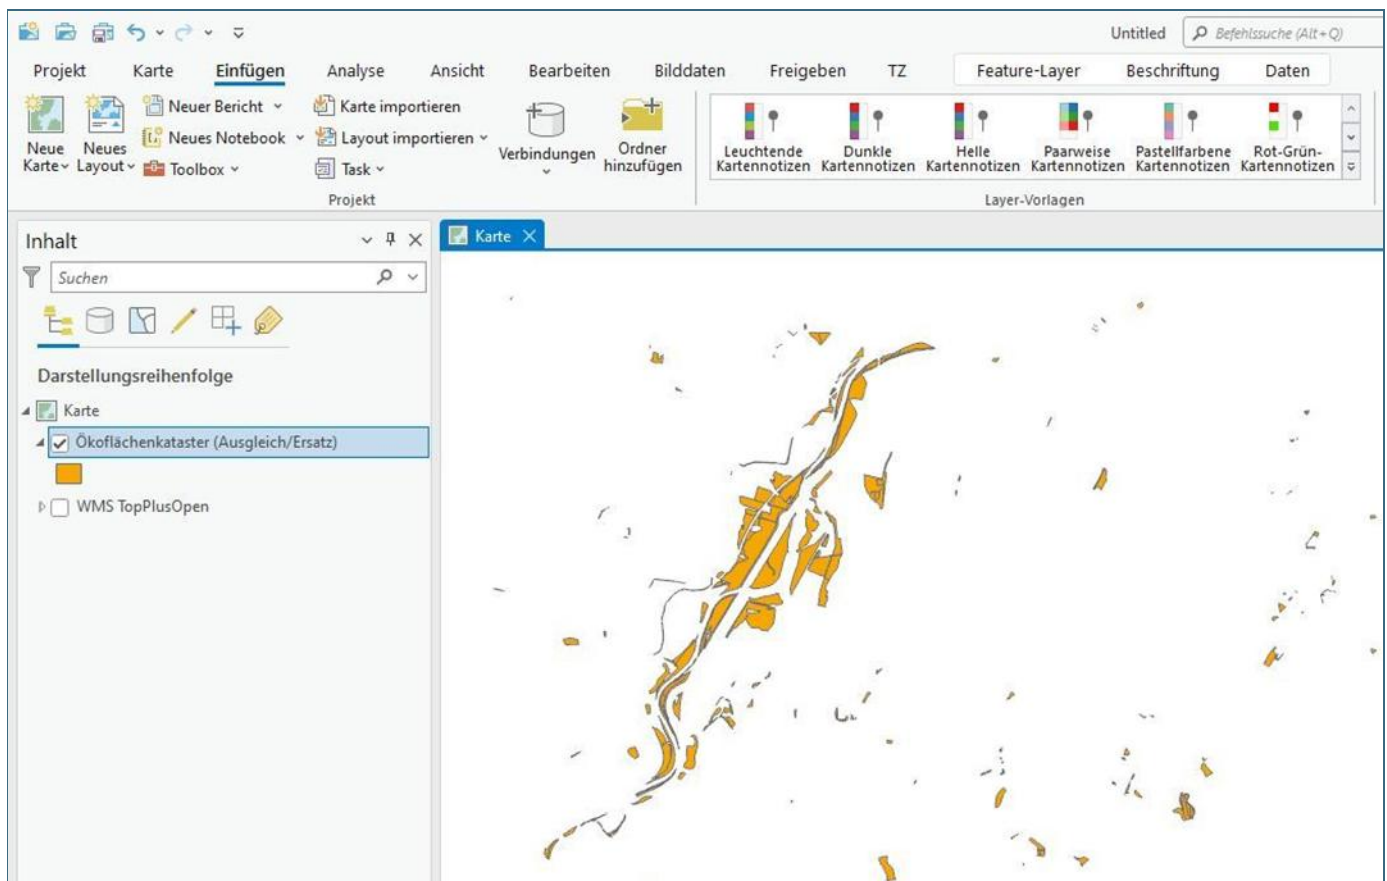 Untitled
Befehlssuche (Alt+Q)
Projekt Karte Einfügen Analyse Ansicht Bearbeiten Bilddaten Freigeben TZ Feature-Layer Beschriftung Daten
Neue Karte
Neues Layout
Neuer Bericht
Neues Notebook
Toolbox
Karte importieren
Layout importieren
Task
Verbindungen
Ordner hinzufügen
Projekt
Leuchtende Kartennotizen
Dunkle Kartennotizen
Helle Kartennotizen
Paarweise Kartennotizen
Pastellfarbene Kartennotizen
Rot-Grün-Kartennotizen
Layer-Vorlagen
Inhalt
Suchen
Darstellungsreihenfolge
Karte
Ökoflächenkataster (Ausgleich/Ersatz)
WMS TopPlusOpen
Karte